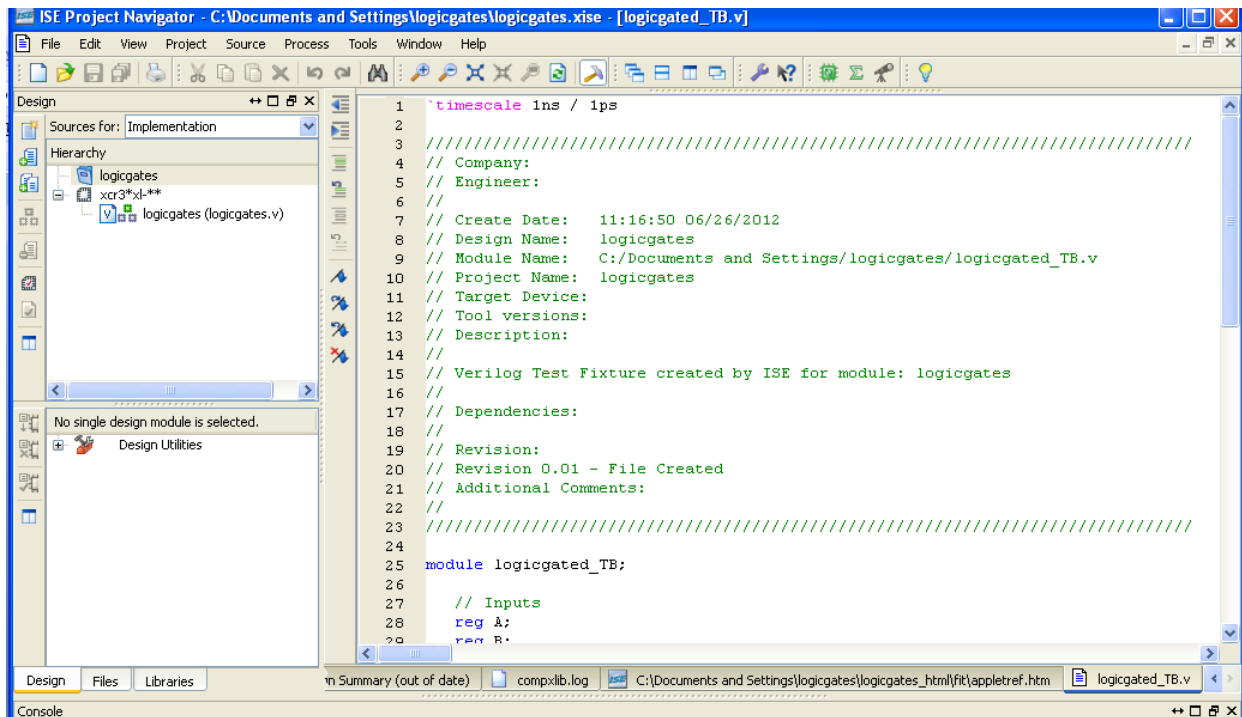 ISE Project Navigator - C:\Documents and Settings\logicgates\logicgates.xise - [logicgated_TB.v]
File Edit View Project Source Process Tools Window Help
Design
Sources for: Implementation
Hierarchy
logicgates
xcr3*xl-**
logicgates (logicgates.v)
No single design module is selected.
Design Utilities
Design Files Libraries
1 `timescale 1ns / 1ps
2
3 ////////////////////////////////////////////////////////////////////////////////
4 // Company:
5 // Engineer:
6 //
7 // Create Date:   11:16:50 06/26/2012
8 // Design Name:   logicgates
9 // Module Name:   C:/Documents and Settings/logicgates/logicgated_TB.v
10 // Project Name:  logicgates
11 // Target Device:
12 // Tool versions:
13 // Description:
14 //
15 // Verilog Test Fixture created by ISE for module: logicgates
16 //
17 // Dependencies:
18 //
19 // Revision:
20 // Revision 0.01 - File Created
21 // Additional Comments:
22 //
23 ////////////////////////////////////////////////////////////////////////////////
24
25 module logicgated_TB;
26
27 // Inputs
28 reg A;
29 reg B;
n Summary (out of date) compxlib.log C:\Documents and Settings\logicgates\logicgates_html\fit\appletref.htm logicgated_TB.v
Console